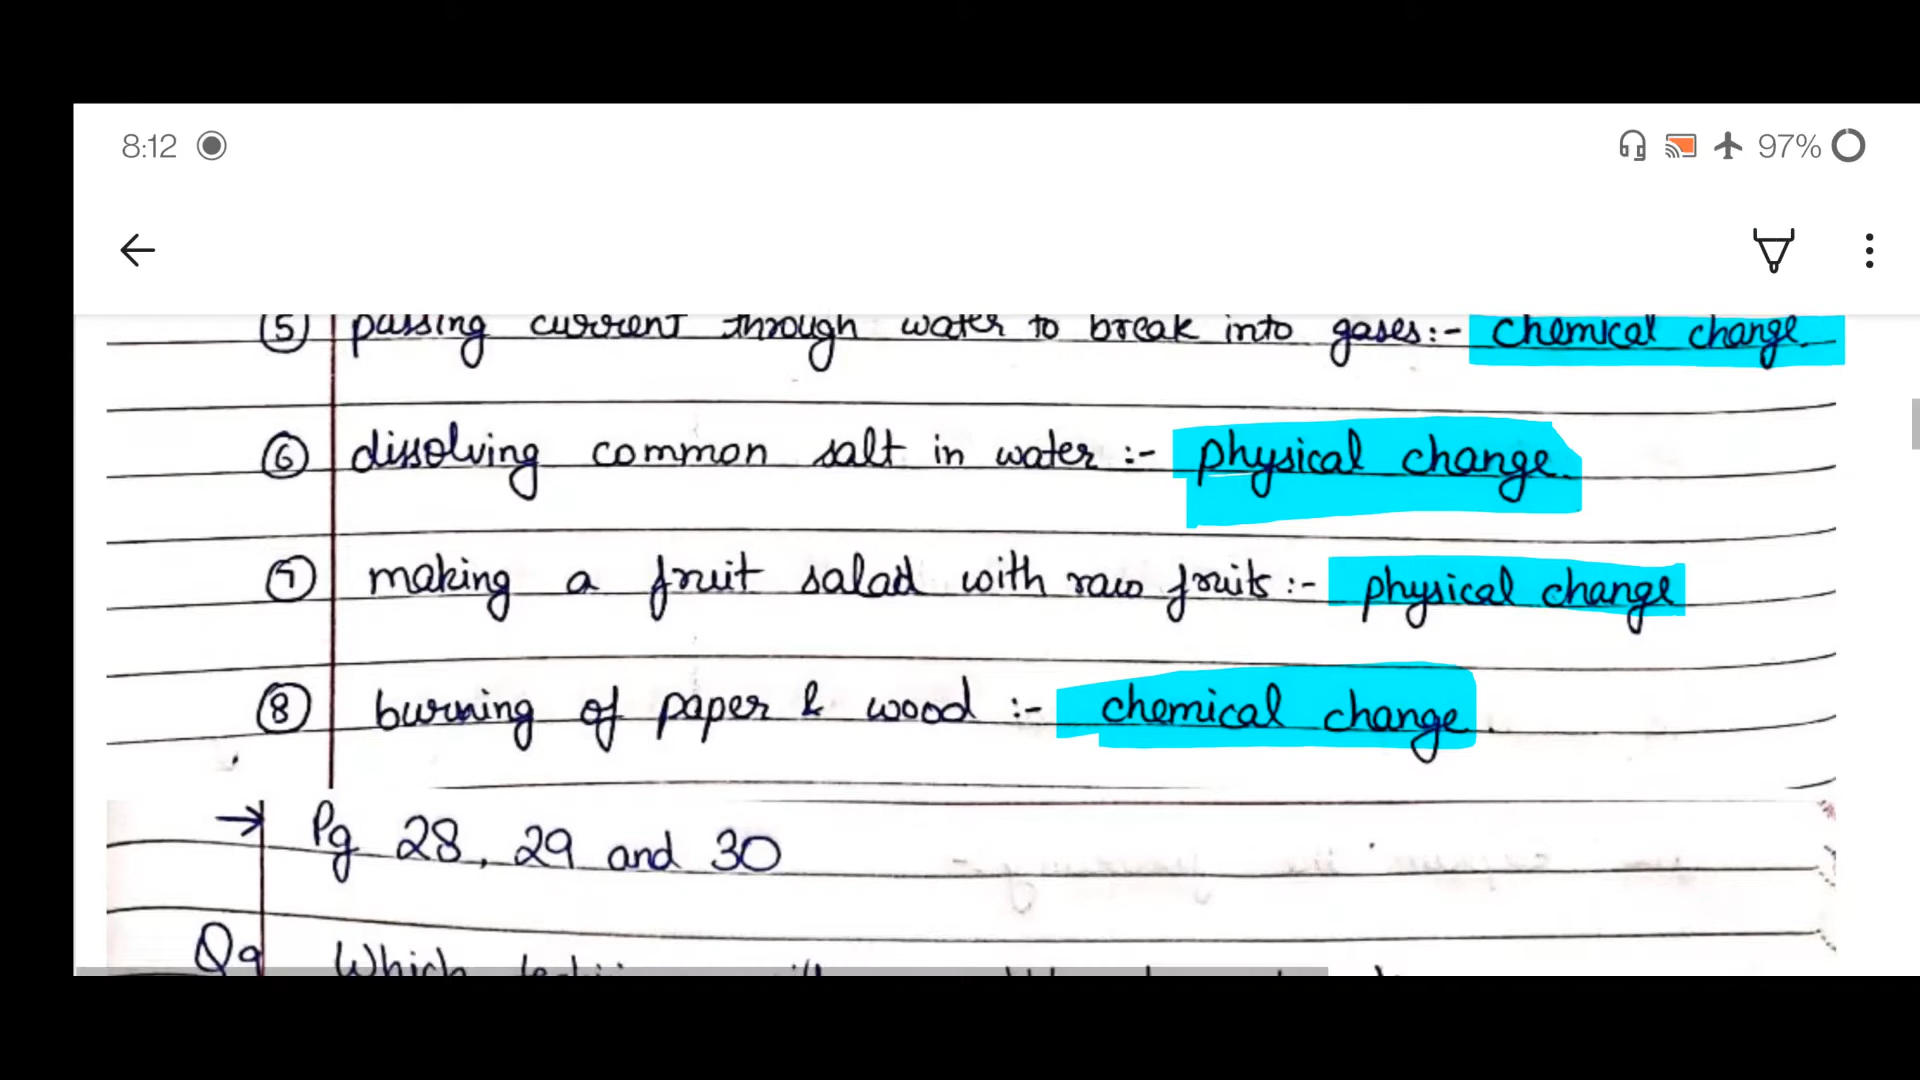 8:12 97%
(5) passing current through water to break into gases:- chemical change.
(6) dissolving common salt in water :- physical change.
(7) making a fruit salad with raw fruits :- physical change
(8) burning of paper & wood :- chemical change.
→ Pg 28, 29 and 30
Q9 Which